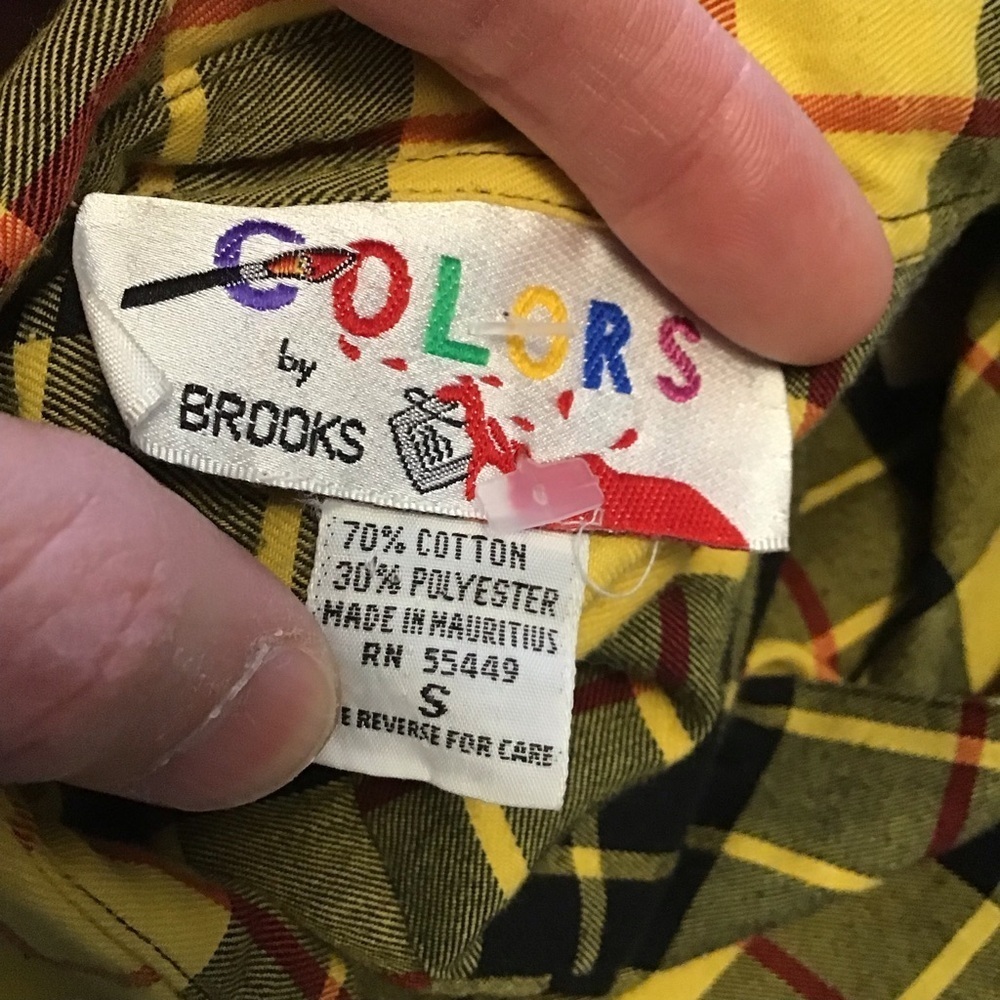 COLORS
by
BROOKS
70% COTTON
30% POLYESTER
MADE IN MAURITIUS
RN 55449
S
E REVERSE FOR CARE